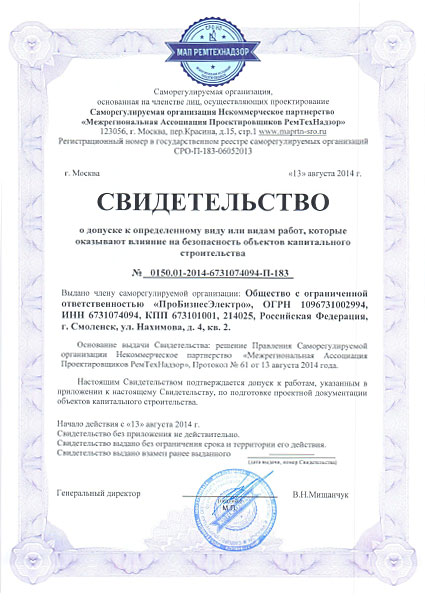 МАП РЕМТЕХНАДЗОР
Саморегулируемая организация,
основанная на членстве лиц, осуществляющих проектирование
Саморегулируемая организация Некоммерческое партнерство
«Межрегиональная Ассоциация Проектировщиков РемТехНадзор»
123056, г. Москва, пер.Красина, д.15, стр.1 www.maprtn-sro.ru
Регистрационный номер в государственном реестре саморегулируемых организаций
СРО-П-183-06052013
г. Москва «13» августа 2014 г.
СВИДЕТЕЛЬСТВО
о допуске к определенному виду или видам работ, которые
оказывают влияние на безопасность объектов капитального
строительства
№ 0150.01-2014-6731074094-П-183
Выдано члену саморегулируемой организации: Общество с ограниченной
ответственностью «ПроБизнесЭлектро», ОГРН 1096731002994,
ИНН 6731074094, КПП 673101001, 214025, Российская Федерация,
г. Смоленск, ул. Нахимова, д. 4, кв. 2.
Основание выдачи Свидетельства: решение Правления Саморегулируемой
организации Некоммерческое партнерство «Межрегиональная Ассоциация
Проектировщиков РемТехНадзор», Протокол № 61 от 13 августа 2014 года.
Настоящим Свидетельством подтверждается допуск к работам, указанным в
приложении к настоящему Свидетельству, по подготовке проектной документации
объектов капитального строительства.
Начало действия с «13» августа 2014 г.
Свидетельство без приложения не действительно.
Свидетельство выдано без ограничения срока и территории его действия.
Свидетельство выдано взамен ранее выданного
(дата выдачи, номер Свидетельства)
Генеральный директор В.Н.Мишанчук
М.П.